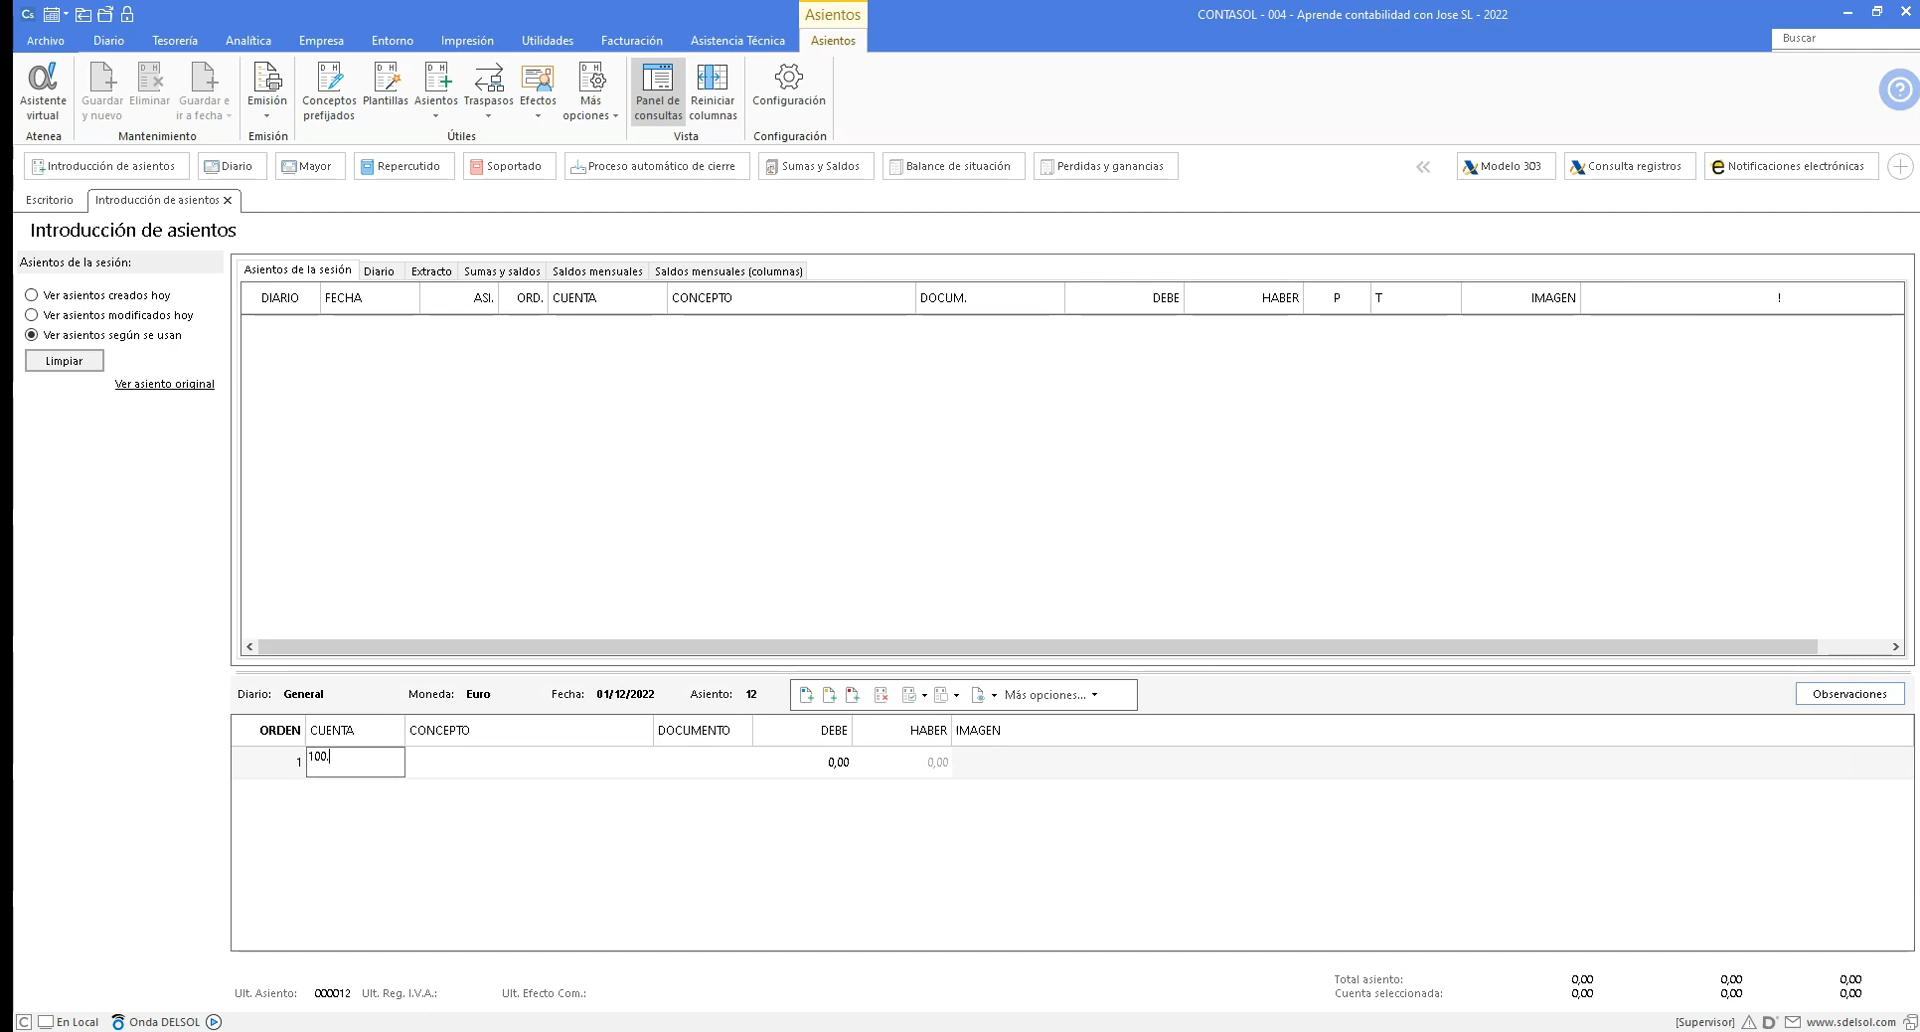 Cs
Asientos
CONTASOL - 004 - Aprende contabilidad con Jose SL - 2022
Archivo Diario Tesorería Analítica Empresa Entorno Impresión Utilidades Facturación Asistencia Técnica Asientos
Buscar
Asistente virtual
Guardar y nuevo
Eliminar
Guardar e ir a fecha
Emisión
Conceptos prefijados
Plantillas
Asientos
Traspasos
Efectos
Más opciones
Panel de consultas
Reiniciar columnas
Configuración
Atenea Mantenimiento Emisión Útiles Vista Configuración
Introducción de asientos Diario Mayor Repercutido Soportado Proceso automático de cierre Sumas y Saldos Balance de situación Perdidas y ganancias Modelo 303 Consulta registros Notificaciones electrónicas
Escritorio Introducción de asientos
Introducción de asientos
Asientos de la sesión:
Ver asientos creados hoy
Ver asientos modificados hoy
Ver asientos según se usan
Limpiar
Ver asiento original
Asientos de la sesión Diario Extracto Sumas y saldos Saldos mensuales Saldos mensuales (columnas)
DIARIO FECHA ASI. ORD. CUENTA CONCEPTO DOCUM. DEBE HABER P T IMAGEN !
Diario: General Moneda: Euro Fecha: 01/12/2022 Asiento: 12 Más opciones... Observaciones
ORDEN CUENTA CONCEPTO DOCUMENTO DEBE HABER IMAGEN
1 100. 0,00 0,00
Total asiento: 0,00 0,00 0,00
Ult. Asiento: 000012 Ult. Reg. I.V.A.: Ult. Efecto Com.: Cuenta seleccionada: 0,00 0,00 0,00
C En Local Onda DELSOL [Supervisor] D www.sdelsol.com